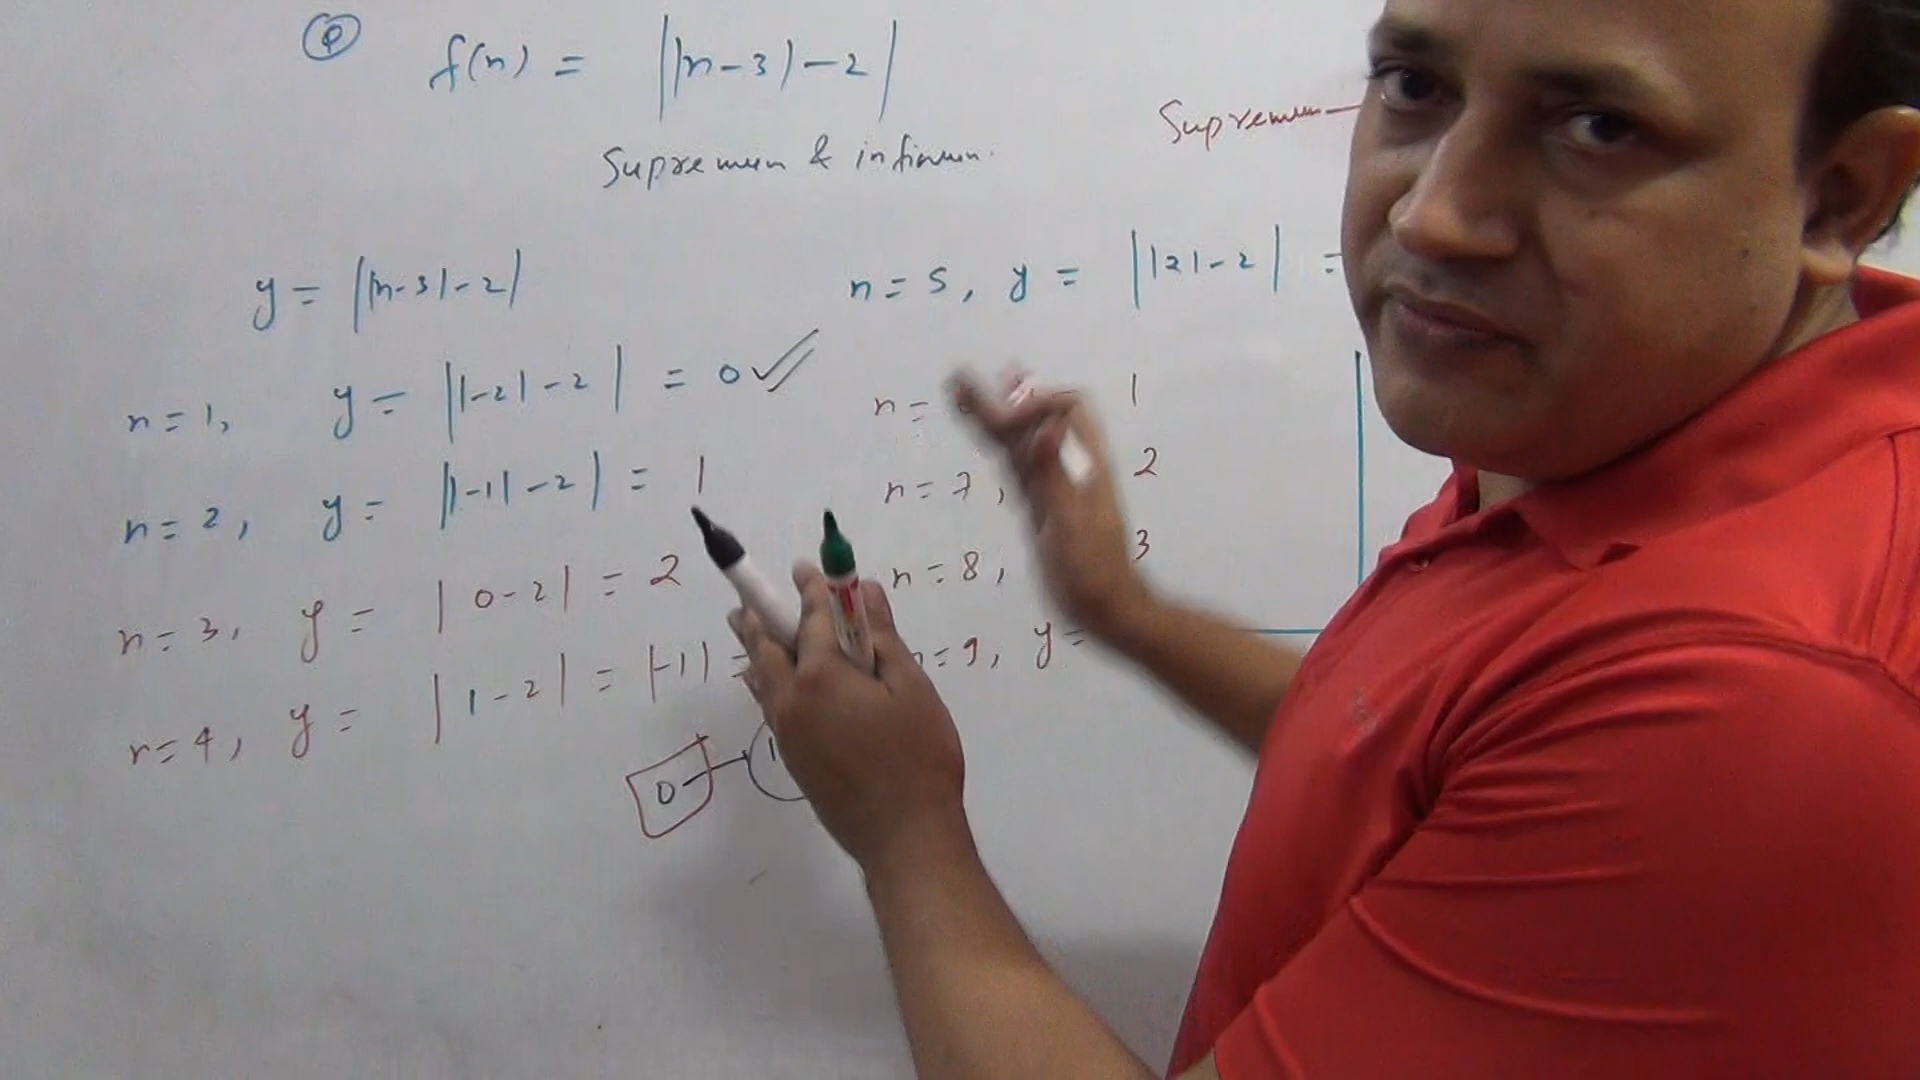 P f(n) = ||n-3|-2|
Supremum
Supremum & infimum.
y = ||n-3|-2|
n = 1, y = ||-2|-2| = 0 ✓
n = 2, y = ||-1|-2| = 1
n = 3, y = |0-2| = 2
n = 4, y = |1-2| = |-1| =
0
n = 5, y = ||2|-2| =
n = 1
n = 7, 2
n = 8, 3
n = 9, y =